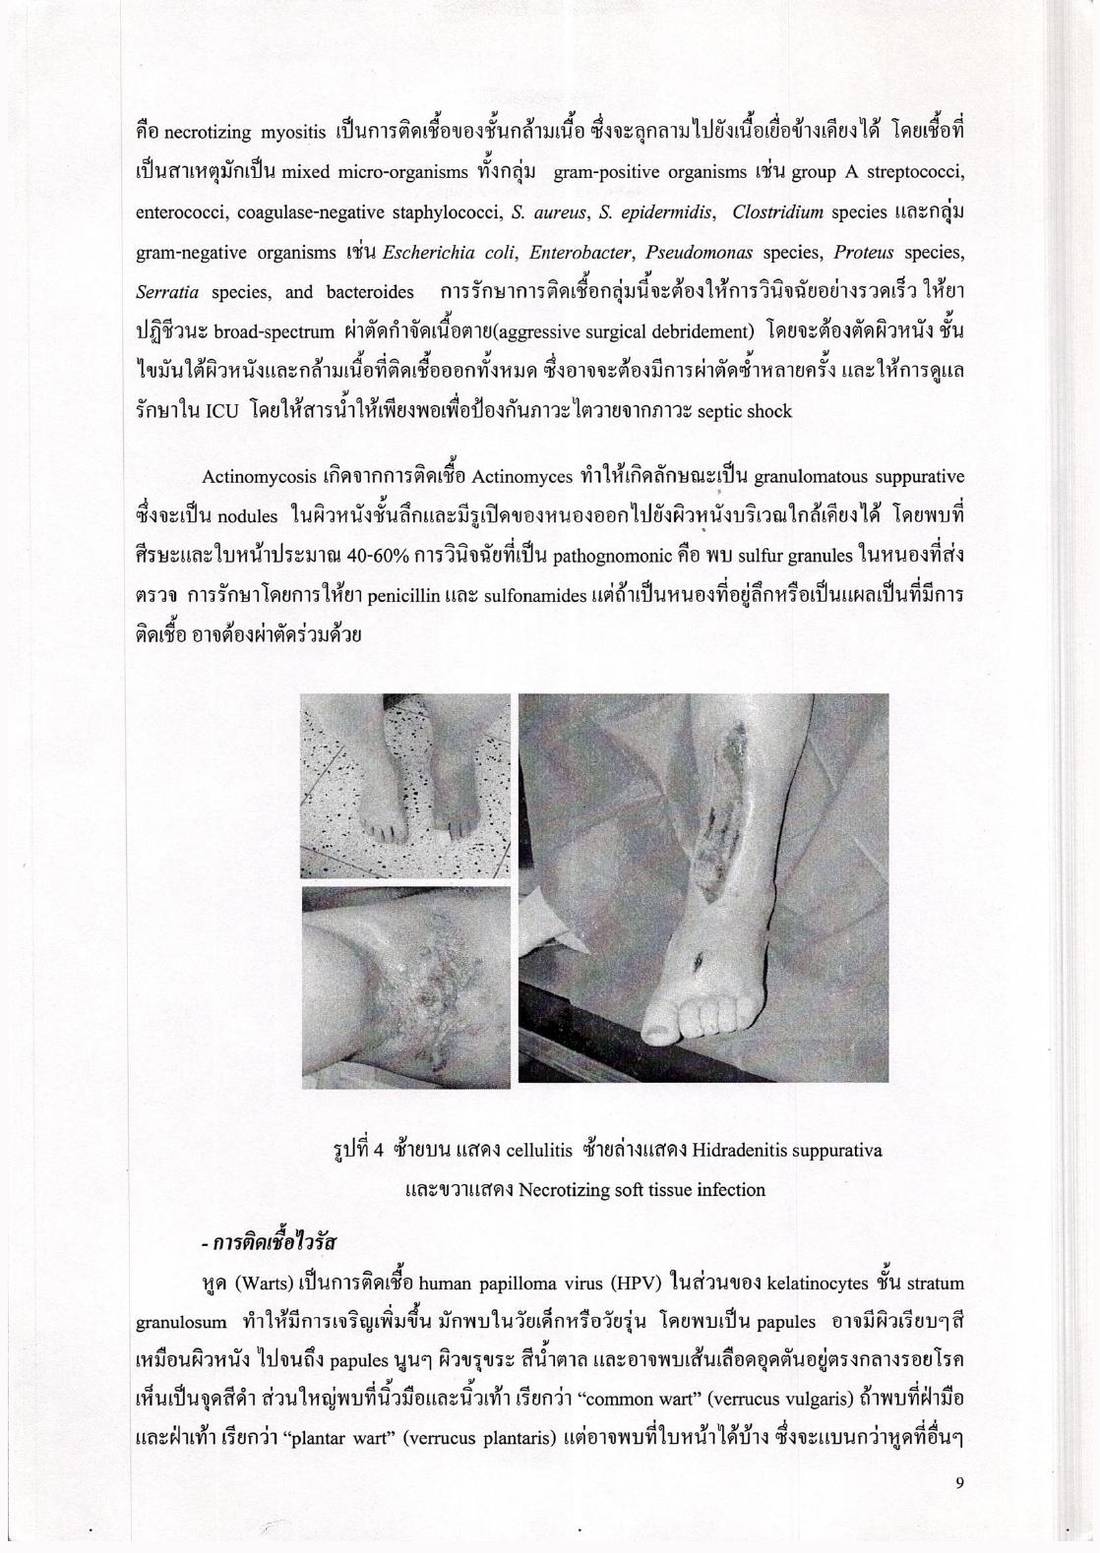 คือ necrotizing myositis เป็นการติดเชื้อของชั้นกล้ามเนื้อ ซึ่งจะลุกลามไปยังเนื้อเยื่อข้างเคียงได้ โดยเชื้อที่
เป็นสาเหตุมักเป็น mixed micro-organisms ทั้งกลุ่ม gram-positive organisms เช่น group A streptococci,
enterococci, coagulase-negative staphylococci, S. aureus, S. epidermidis, Clostridium species และกลุ่ม
gram-negative organisms เช่น Escherichia coli, Enterobacter, Pseudomonas species, Proteus species,
Serratia species, and bacteroides การรักษาการติดเชื้อกลุ่มนี้จะต้องให้การวินิจฉัยอย่างรวดเร็ว ให้ยา
ปฏิชีวนะ broad-spectrum ผ่าตัดกำจัดเนื้อตาย(aggressive surgical debridement) โดยจะต้องตัดผิวหนัง ชั้น
ไขมันใต้ผิวหนังและกล้ามเนื้อที่ติดเชื้อออกทั้งหมด ซึ่งอาจจะต้องมีการผ่าตัดซ้ำหลายครั้ง และให้การดูแล
รักษาใน ICU โดยให้สารน้ำให้เพียงพอเพื่อป้องกันภาวะไตวายจากภาวะ septic shock
Actinomycosis เกิดจากการติดเชื้อ Actinomyces ทำให้เกิดลักษณะเป็น granulomatous suppurative
ซึ่งจะเป็น nodules ในผิวหนังชั้นลึกและมีรูเปิดของหนองออกไปยังผิวหนังบริเวณใกล้เคียงได้ โดยพบที่
ศีรษะและใบหน้าประมาณ 40-60% การวินิจฉัยที่เป็น pathognomonic คือ พบ sulfur granules ในหนองที่ส่ง
ตรวจ การรักษาโดยการให้ยา penicillin และ sulfonamides แต่ถ้าเป็นหนองที่อยู่ลึกหรือเป็นแผลเป็นที่มีการ
ติดเชื้อ อาจต้องผ่าตัดร่วมด้วย
รูปที่ 4 ซ้ายบน แสดง cellulitis ซ้ายล่างแสดง Hidradenitis suppurativa
และขวาแสดง Necrotizing soft tissue infection
- การติดเชื้อไวรัส
หูด (Warts) เป็นการติดเชื้อ human papilloma virus (HPV) ในส่วนของ kelatinocytes ชั้น stratum
granulosum ทำให้มีการเจริญเพิ่มขึ้น มักพบในวัยเด็กหรือวัยรุ่น โดยพบเป็น papules อาจมีผิวเรียบๆสี
เหมือนผิวหนัง ไปจนถึง papules นูนๆ ผิวขรุขระ สีน้ำตาล และอาจพบเส้นเลือดอุดตันอยู่ตรงกลางรอยโรค
เห็นเป็นจุดสีดำ ส่วนใหญ่พบที่นิ้วมือและนิ้วเท้า เรียกว่า “common wart” (verrucus vulgaris) ถ้าพบที่ฝ่ามือ
และฝ่าเท้า เรียกว่า “plantar wart” (verrucus plantaris) แต่อาจพบที่ใบหน้าได้บ้าง ซึ่งจะแบนกว่าหูดที่อื่นๆ
9